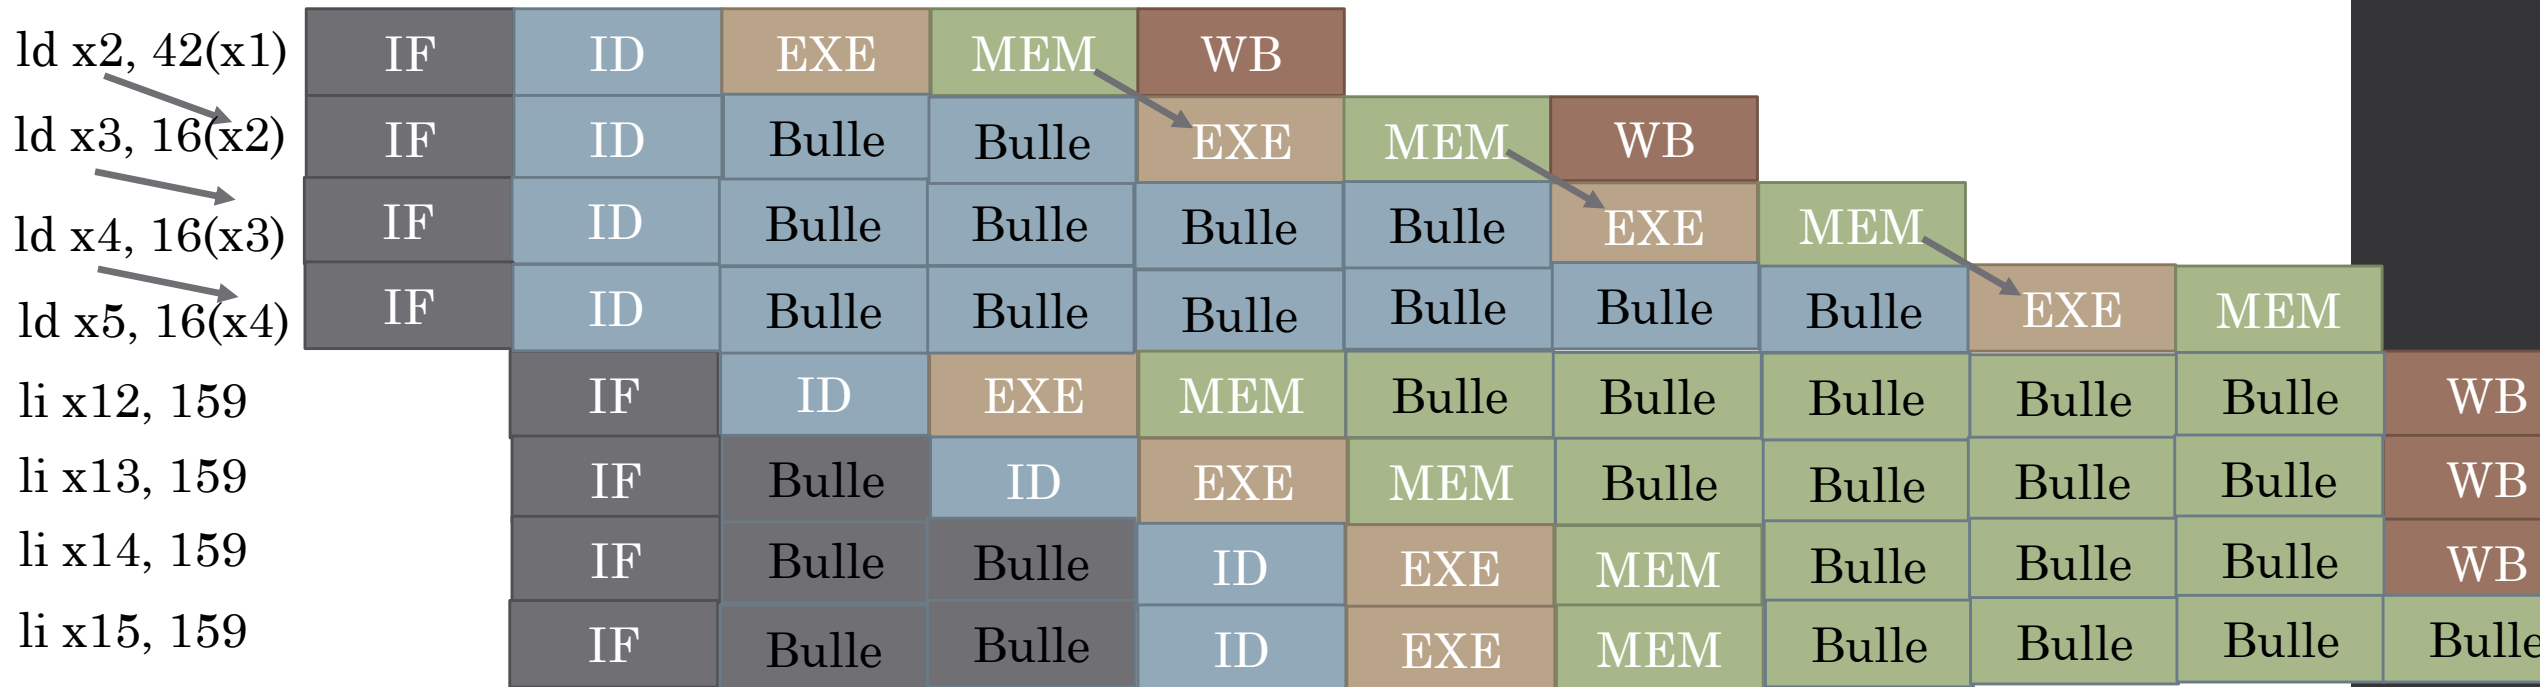 ld x2, 42(x1) IF ID EXE MEM WB
ld x3, 16(x2) IF ID Bulle Bulle EXE MEM WB
ld x4, 16(x3) IF ID Bulle Bulle Bulle Bulle EXE MEM
ld x5, 16(x4) IF ID Bulle Bulle Bulle Bulle Bulle Bulle EXE MEM
li x12, 159 IF ID EXE MEM Bulle Bulle Bulle Bulle Bulle WB
li x13, 159 IF Bulle ID EXE MEM Bulle Bulle Bulle Bulle WB
li x14, 159 IF Bulle Bulle ID EXE MEM Bulle Bulle Bulle WB
li x15, 159 IF Bulle Bulle ID EXE MEM Bulle Bulle Bulle Bulle